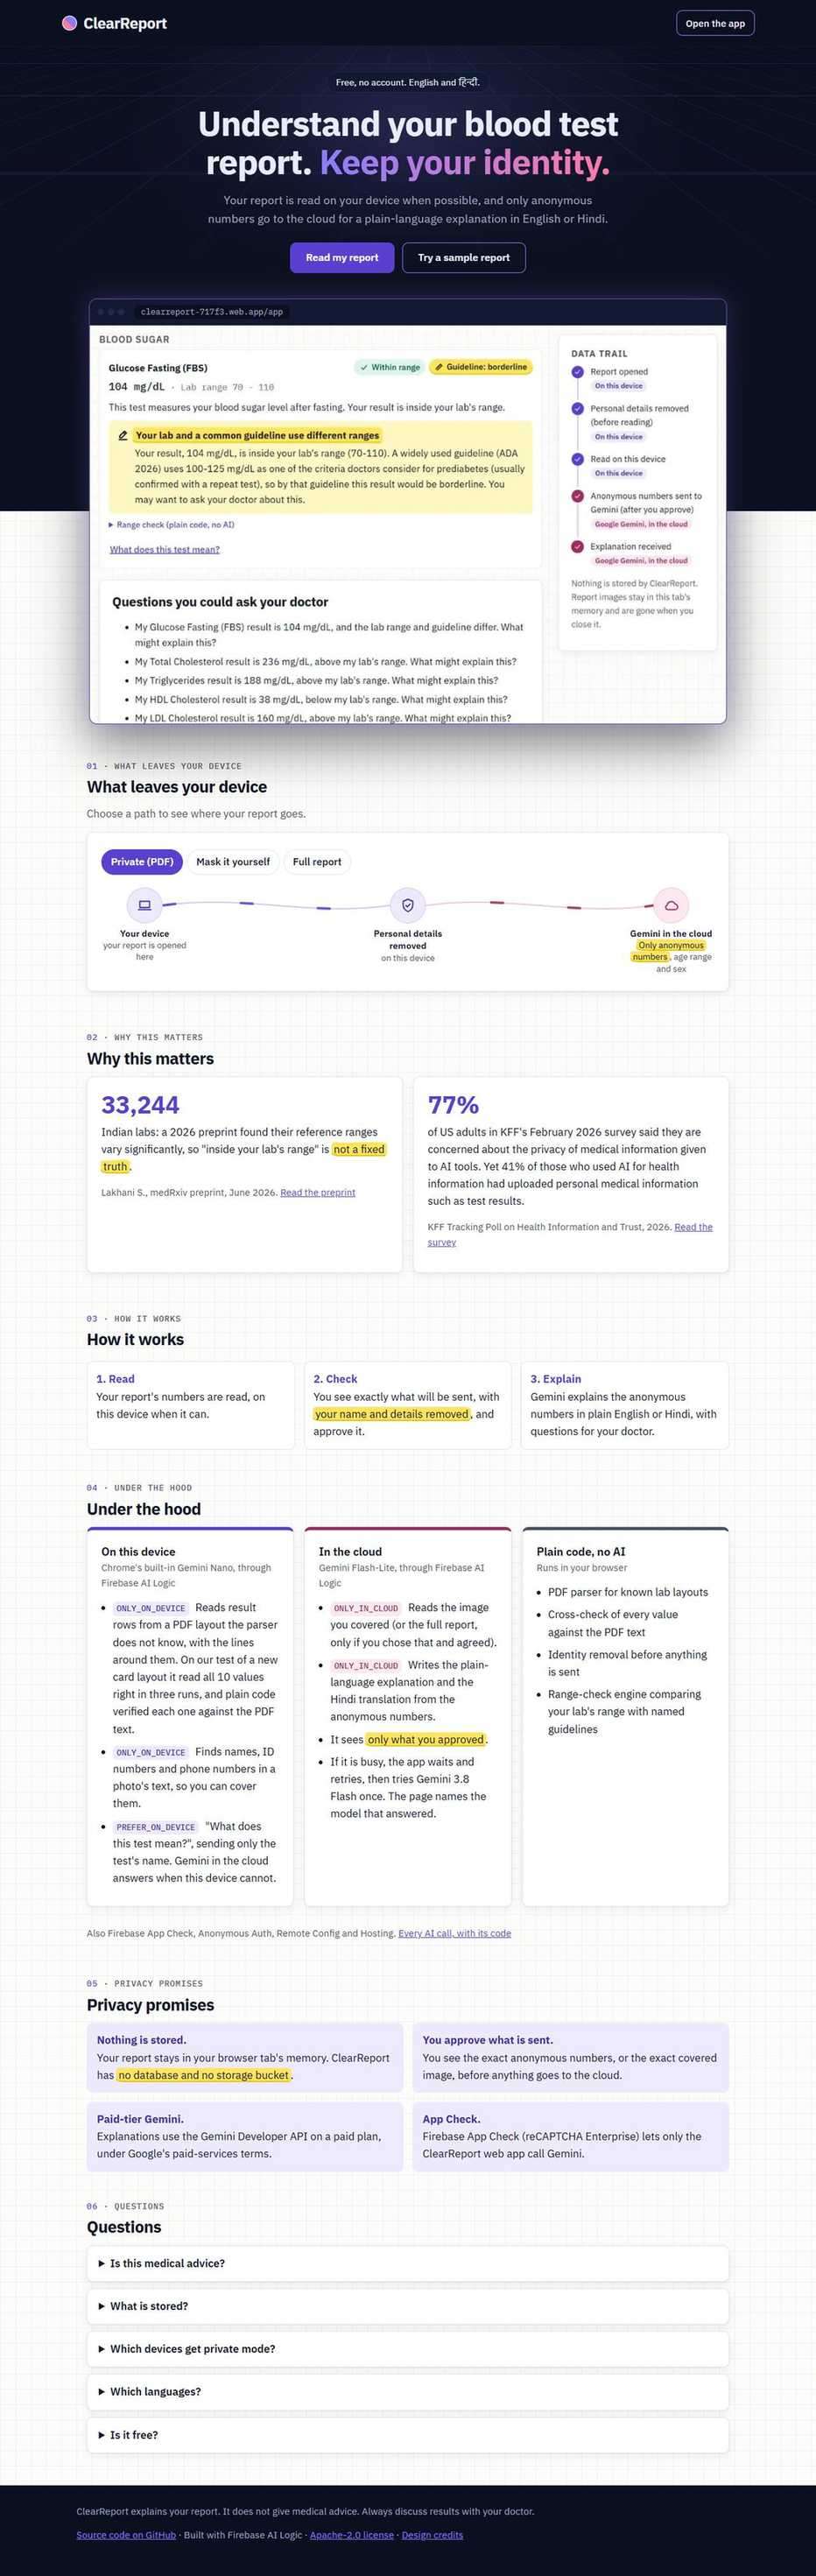 ClearReport
Open the app
Free, no account. English and हिन्दी.
Understand your blood test
report. Keep your identity.
Your report is read on your device when possible, and only anonymous
numbers go to the cloud for a plain-language explanation in English or Hindi.
Read my report
Try a sample report
clearreport-717f3.web.app/app
BLOOD SUGAR
Glucose Fasting (FBS)
Within range
Guideline: borderline
104 mg/dL · Lab range 70 - 110
This test measures your blood sugar level after fasting. Your result is inside your lab's range.
Your lab and a common guideline use different ranges
Your result, 104 mg/dL, is inside your lab's range (70-110). A widely used guideline (ADA
2026) uses 100-125 mg/dL as one of the criteria doctors consider for prediabetes (usually
confirmed with a repeat test), so by that guideline this result would be borderline. You
may want to ask your doctor about this.
Range check (plain code, no AI)
What does this test mean?
Questions you could ask your doctor
• My Glucose Fasting (FBS) result is 104 mg/dL, and the lab range and guideline differ. What
might explain this?
• My Total Cholesterol result is 236 mg/dL, above my lab's range. What might explain this?
• My Triglycerides result is 188 mg/dL, above my lab's range. What might explain this?
• My HDL Cholesterol result is 38 mg/dL, below my lab's range. What might explain this?
• My LDL Cholesterol result is 160 mg/dL, above my lab's range. What might explain this?
DATA TRAIL
Report opened
On this device
Personal details removed
(before reading)
On this device
Read on this device
On this device
Anonymous numbers sent to
Gemini (after you approve)
Google Gemini, in the cloud
Explanation received
Google Gemini, in the cloud
Nothing is stored by ClearReport.
Report images stay in this tab's
memory and are gone when you
close it.
01 · WHAT LEAVES YOUR DEVICE
What leaves your device
Choose a path to see where your report goes.
Private (PDF)
Mask it yourself
Full report
Your device
your report is opened
here
Personal details
removed
on this device
Gemini in the cloud
Only anonymous
numbers, age range
and sex
02 · WHY THIS MATTERS
Why this matters
33,244
Indian labs: a 2026 preprint found their reference ranges
vary significantly, so "inside your lab's range" is not a fixed
truth.
Lakhani S., medRxiv preprint, June 2026. Read the preprint
77%
of US adults in KFF's February 2026 survey said they are
concerned about the privacy of medical information given
to AI tools. Yet 41% of those who used AI for health
information had uploaded personal medical information
such as test results.
KFF Tracking Poll on Health Information and Trust, 2026. Read the
survey
03 · HOW IT WORKS
How it works
1. Read
Your report's numbers are read, on
this device when it can.
2. Check
You see exactly what will be sent, with
your name and details removed, and
approve it.
3. Explain
Gemini explains the anonymous
numbers in plain English or Hindi, with
questions for your doctor.
04 · UNDER THE HOOD
Under the hood
On this device
Chrome's built-in Gemini Nano, through
Firebase AI Logic
• ONLY_ON_DEVICE Reads result
rows from a PDF layout the parser
does not know, with the lines
around them. On our test of a new
card layout it read all 10 values
right in three runs, and plain code
verified each one against the PDF
text.
• ONLY_ON_DEVICE Finds names, ID
numbers and phone numbers in a
photo's text, so you can cover
them.
• PREFER_ON_DEVICE "What does
this test mean?", sending only the
test's name. Gemini in the cloud
answers when this device cannot.
In the cloud
Gemini Flash-Lite, through Firebase AI
Logic
• ONLY_IN_CLOUD Reads the image
you covered (or the full report,
only if you chose that and agreed).
• ONLY_IN_CLOUD Writes the plain-
language explanation and the
Hindi translation from the
anonymous numbers.
• It sees only what you approved.
• If it is busy, the app waits and
retries, then tries Gemini 3.8
Flash once. The page names the
model that answered.
Plain code, no AI
Runs in your browser
• PDF parser for known lab layouts
• Cross-check of every value
against the PDF text
• Identity removal before anything
is sent
• Range-check engine comparing
your lab's range with named
guidelines
Also Firebase App Check, Anonymous Auth, Remote Config and Hosting. Every AI call, with its code
05 · PRIVACY PROMISES
Privacy promises
Nothing is stored.
Your report stays in your browser tab's memory. ClearReport
has no database and no storage bucket.
You approve what is sent.
You see the exact anonymous numbers, or the exact covered
image, before anything goes to the cloud.
Paid-tier Gemini.
Explanations use the Gemini Developer API on a paid plan,
under Google's paid-services terms.
App Check.
Firebase App Check (reCAPTCHA Enterprise) lets only the
ClearReport web app call Gemini.
06 · QUESTIONS
Questions
Is this medical advice?
What is stored?
Which devices get private mode?
Which languages?
Is it free?
ClearReport explains your report. It does not give medical advice. Always discuss results with your doctor.
Source code on GitHub · Built with Firebase AI Logic · Apache-2.0 license · Design credits